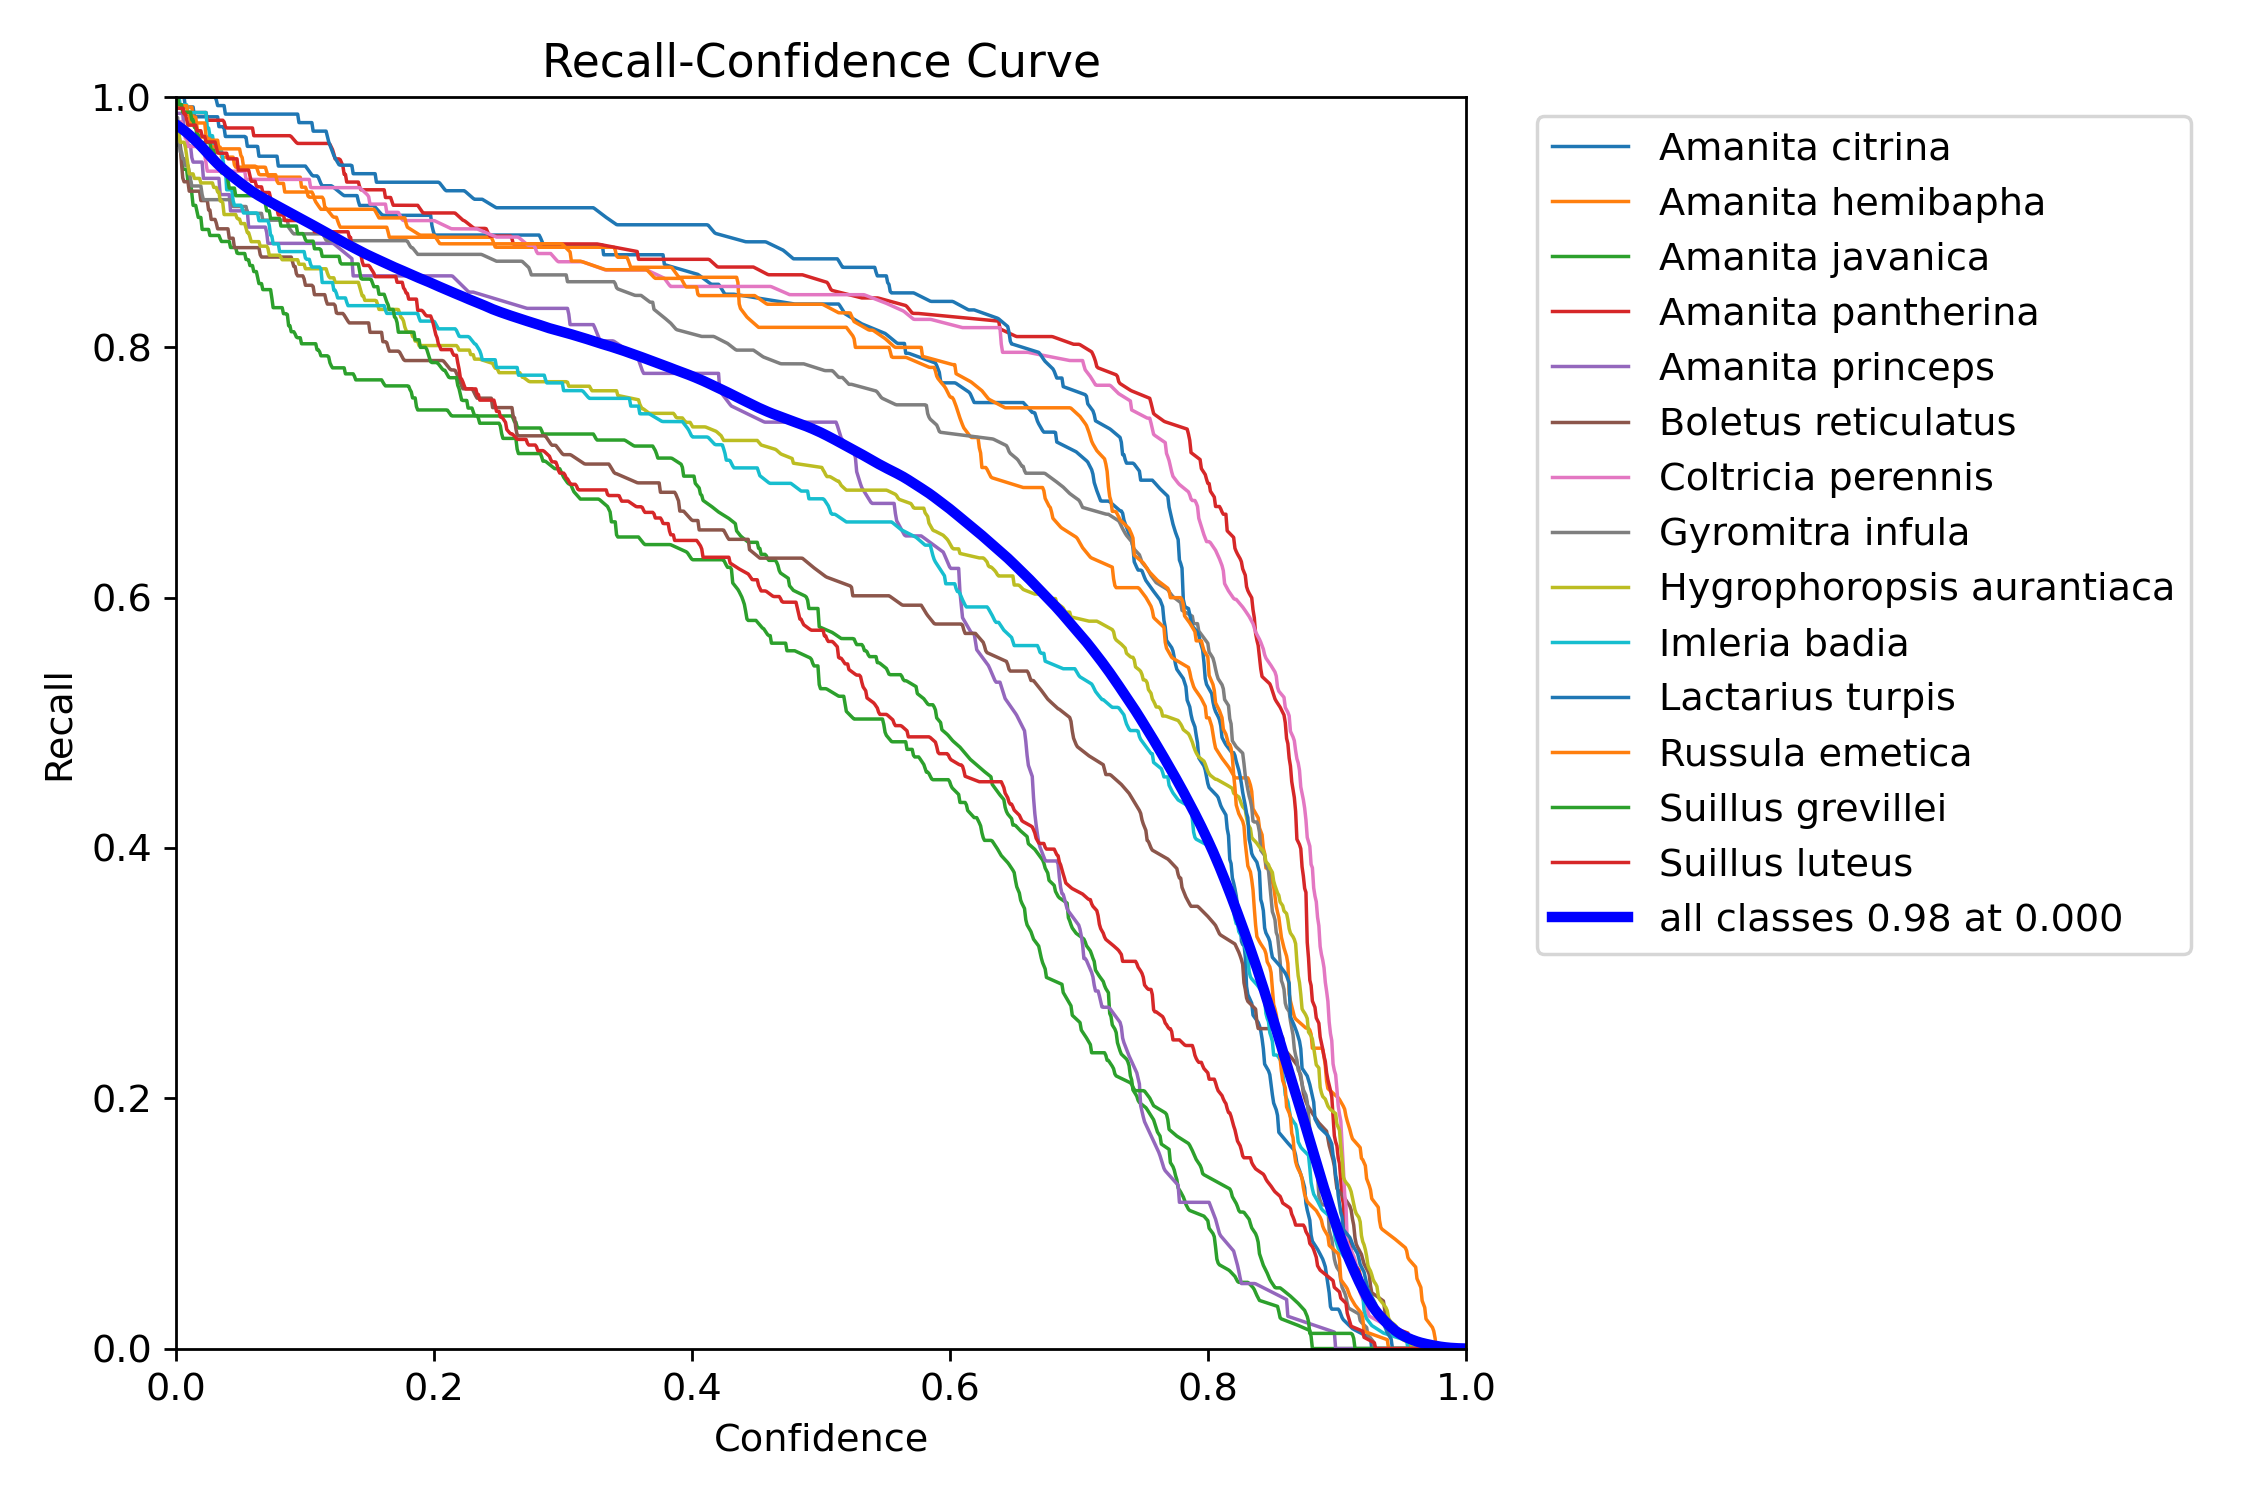 Recall-Confidence Curve
1.0
0.8
0.6
0.4
0.2
0.0
Recall
0.0 0.2 0.4 0.6 0.8 1.0
Confidence
Amanita citrina
Amanita hemibapha
Amanita javanica
Amanita pantherina
Amanita princeps
Boletus reticulatus
Coltricia perennis
Gyromitra infula
Hygrophoropsis aurantiaca
Imleria badia
Lactarius turpis
Russula emetica
Suillus grevillei
Suillus luteus
all classes 0.98 at 0.000